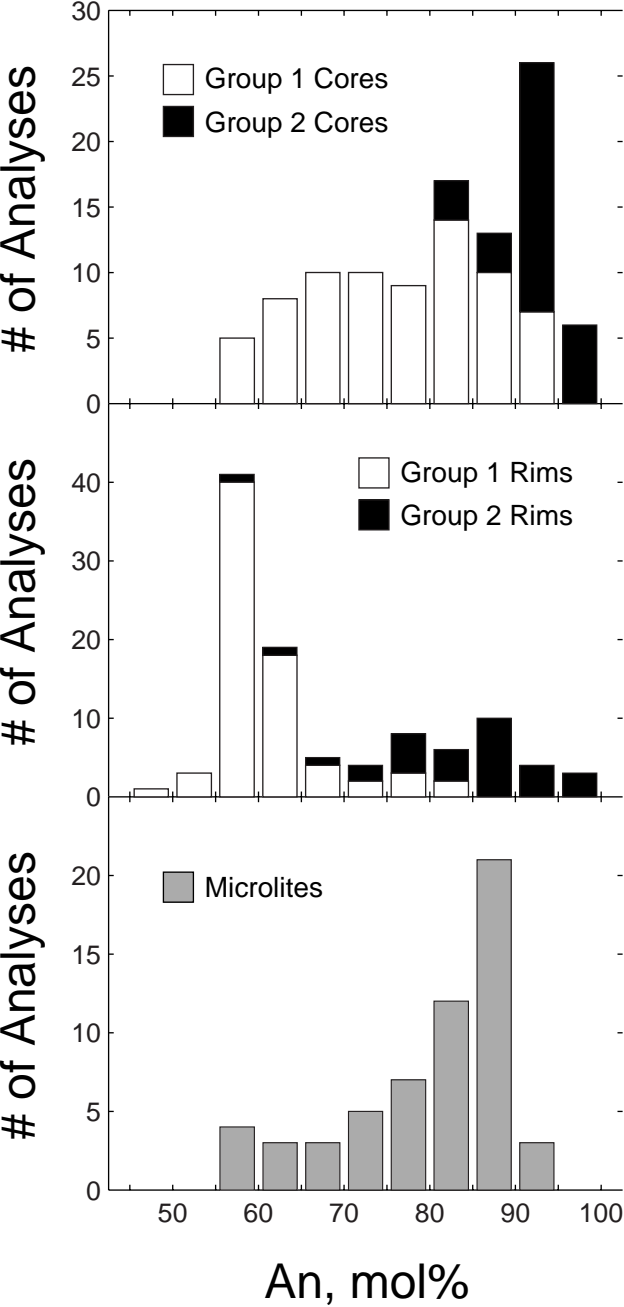 30
25
20
15
10
5
0
# of Analyses
Group 1 Cores
Group 2 Cores
40
30
20
10
0
# of Analyses
Group 1 Rims
Group 2 Rims
20
15
10
5
0
# of Analyses
Microlites
50 60 70 80 90 100
An, mol%